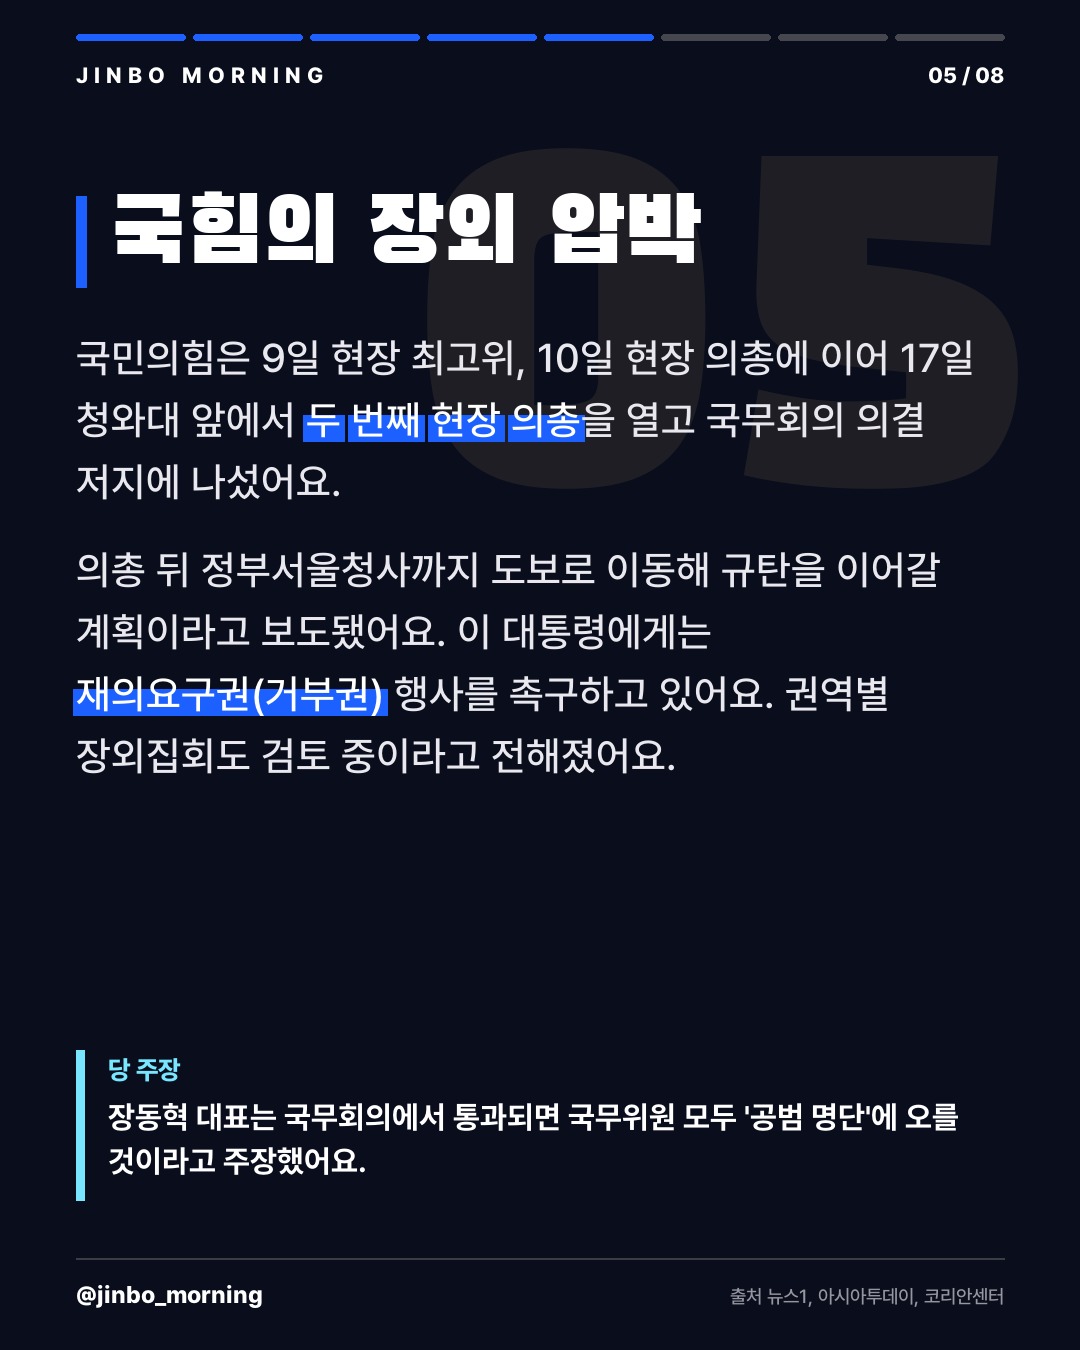 JINBO MORNING
05 / 08
05
국힘의 장외 압박
국민의힘은 9일 현장 최고위, 10일 현장 의총에 이어 17일
청와대 앞에서 두 번째 현장 의총을 열고 국무회의 의결
저지에 나섰어요.
의총 뒤 정부서울청사까지 도보로 이동해 규탄을 이어갈
계획이라고 보도됐어요. 이 대통령에게는
재의요구권(거부권) 행사를 촉구하고 있어요. 권역별
장외집회도 검토 중이라고 전해졌어요.
당 주장
장동혁 대표는 국무회의에서 통과되면 국무위원 모두 '공범 명단'에 오를
것이라고 주장했어요.
@jinbo_morning
출처 뉴스1, 아시아투데이, 코리안센터